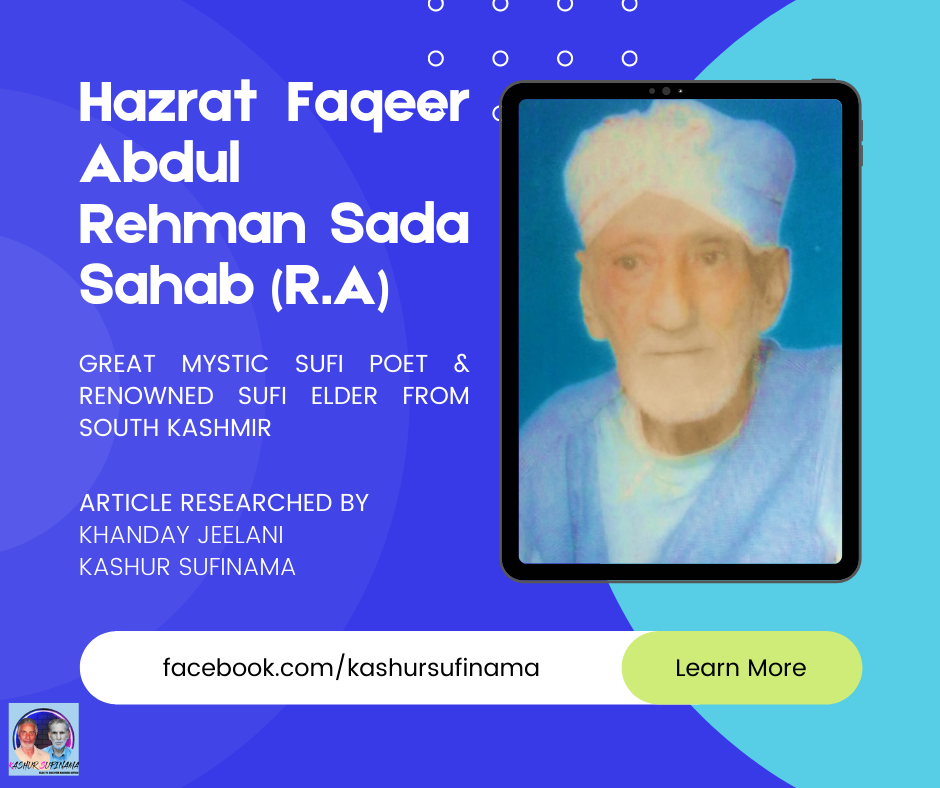 Hazrat Faqeer
Abdul
Rehman Sada
Sahab (R.A)
GREAT MYSTIC SUFI POET &
RENOWNED SUFI ELDER FROM
SOUTH KASHMIR
ARTICLE RESEARCHED BY
KHANDAY JEELANI
KASHUR SUFINAMA
facebook.com/kashursufinama
Learn More
KASHUR SUFINAMA